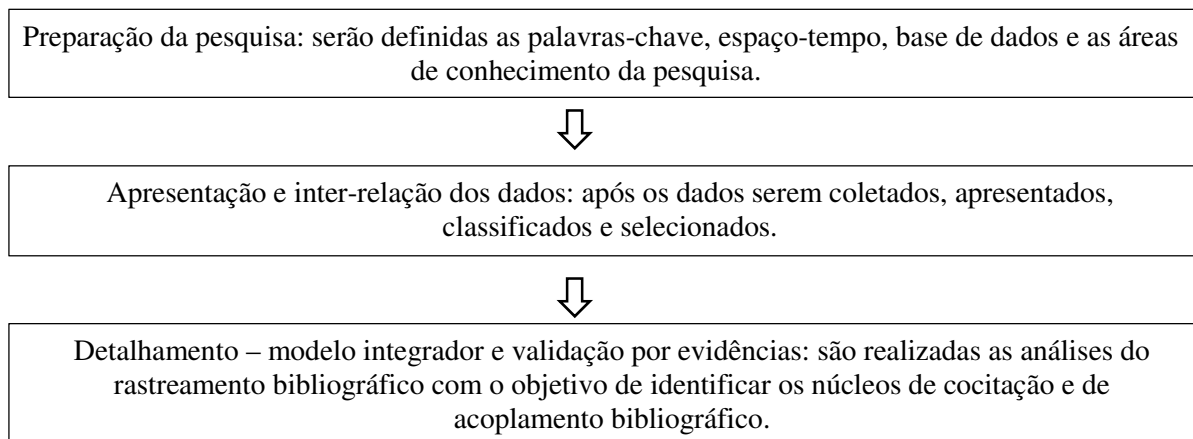 Preparação da pesquisa: serão definidas as palavras-chave, espaço-tempo, base de dados e as áreas
de conhecimento da pesquisa.
Apresentação e inter-relação dos dados: após os dados serem coletados, apresentados,
classificados e selecionados.
Detalhamento – modelo integrador e validação por evidências: são realizadas as análises do
rastreamento bibliográfico com o objetivo de identificar os núcleos de cocitação e de
acoplamento bibliográfico.